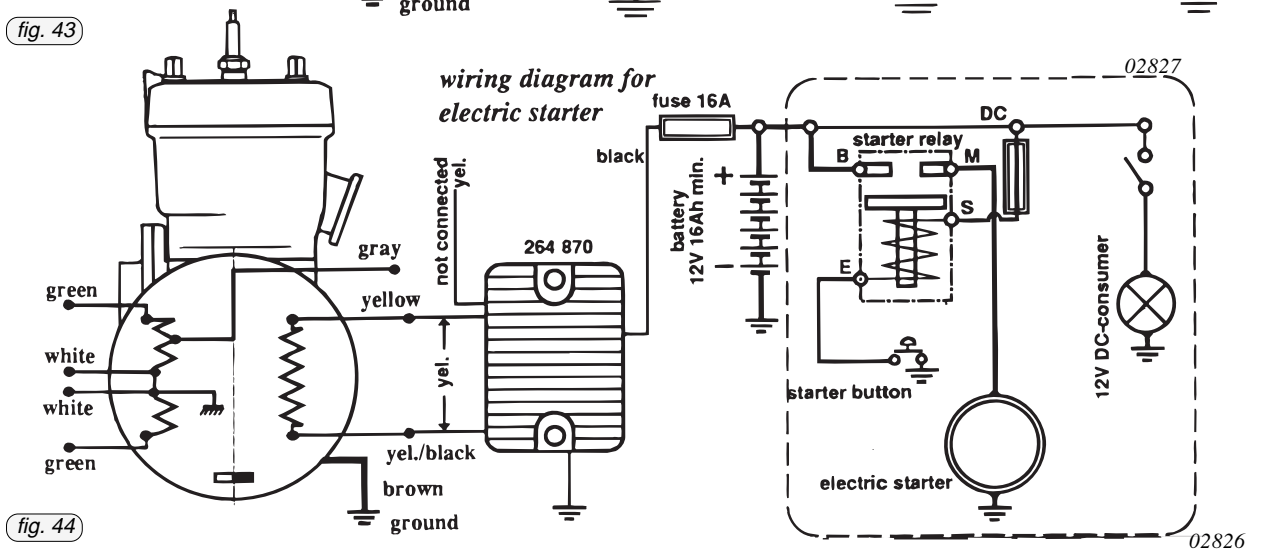 ground
fig. 43
02827
wiring diagram for
electric starter
fuse 16A
DC
starter relay
black
B
M
not connected
yel.
+
battery
12V 16Ah min.
−
S
264 870
gray
E
green
yellow
12V DC-consumer
white
yel.
white
starter button
green
yel./black
brown
electric starter
ground
fig. 44
02826